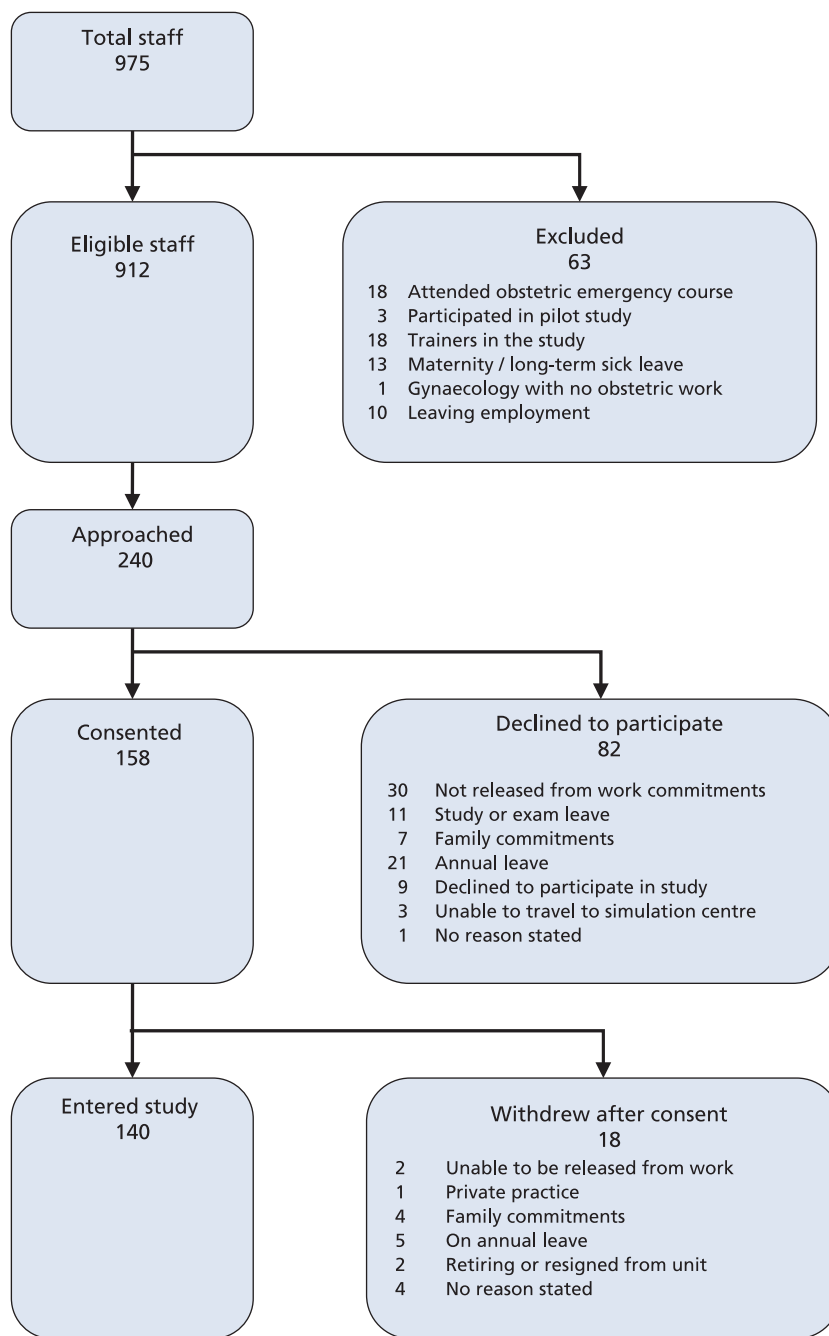 Total staff
975
Eligible staff
912
Excluded
63
18 Attended obstetric emergency course
3 Participated in pilot study
18 Trainers in the study
13 Maternity / long-term sick leave
1 Gynaecology with no obstetric work
10 Leaving employment
Approached
240
Consented
158
Declined to participate
82
30 Not released from work commitments
11 Study or exam leave
7 Family commitments
21 Annual leave
9 Declined to participate in study
3 Unable to travel to simulation centre
1 No reason stated
Entered study
140
Withdrew after consent
18
2 Unable to be released from work
1 Private practice
4 Family commitments
5 On annual leave
2 Retiring or resigned from unit
4 No reason stated